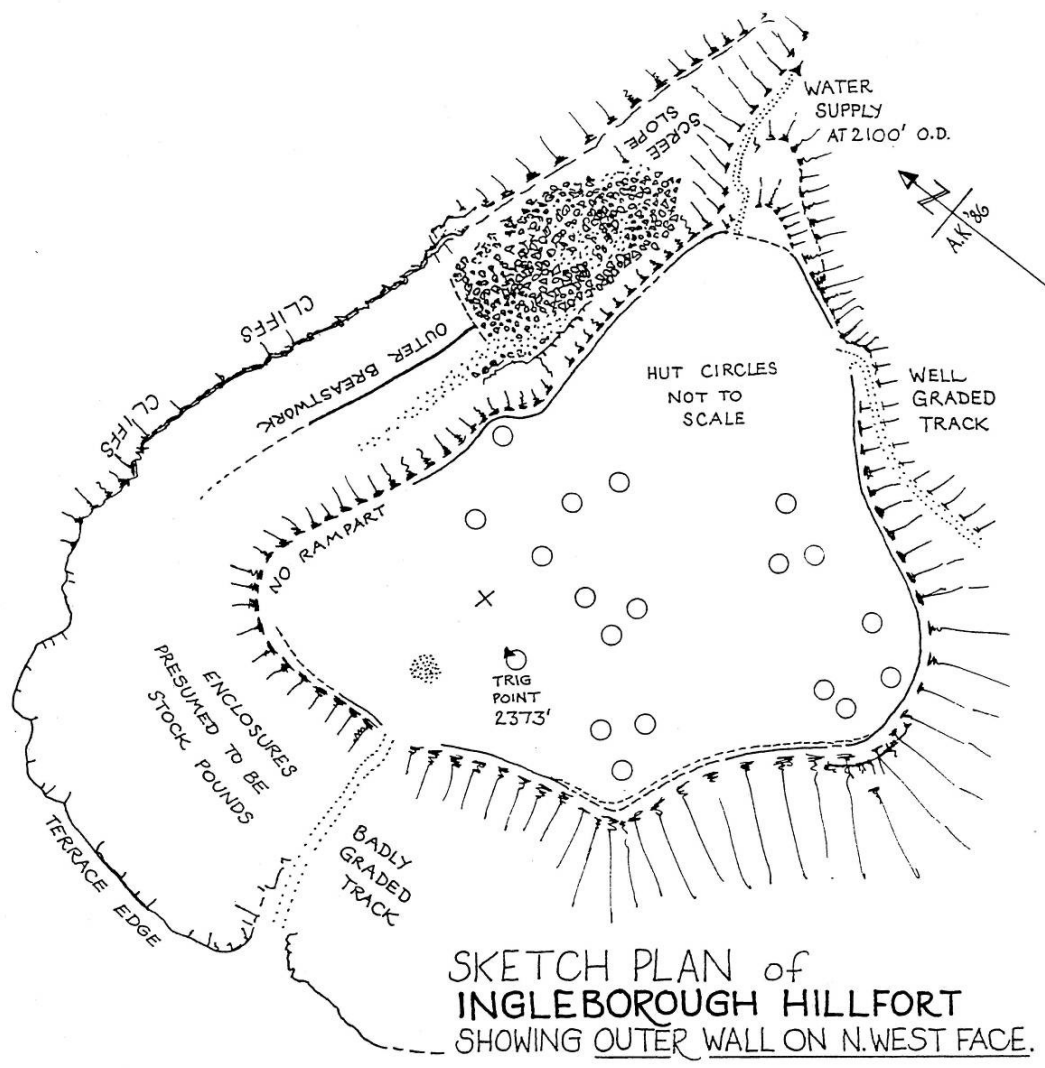 WATER
SUPPLY
AT 2100' O.D.
SCREE
SLOPE
N
A.K '86
CLIFFS
OUTER BREASTWORK
CLIFFS
HUT CIRCLES
NOT TO
SCALE
WELL
GRADED
TRACK
NO RAMPART
TRIG
POINT
2373'
ENCLOSURES
PRESUMED TO BE
STOCK POUNDS
TERRACE EDGE
BADLY
GRADED
TRACK
SKETCH PLAN of
INGLEBOROUGH HILLFORT
SHOWING OUTER WALL ON N.WEST FACE.